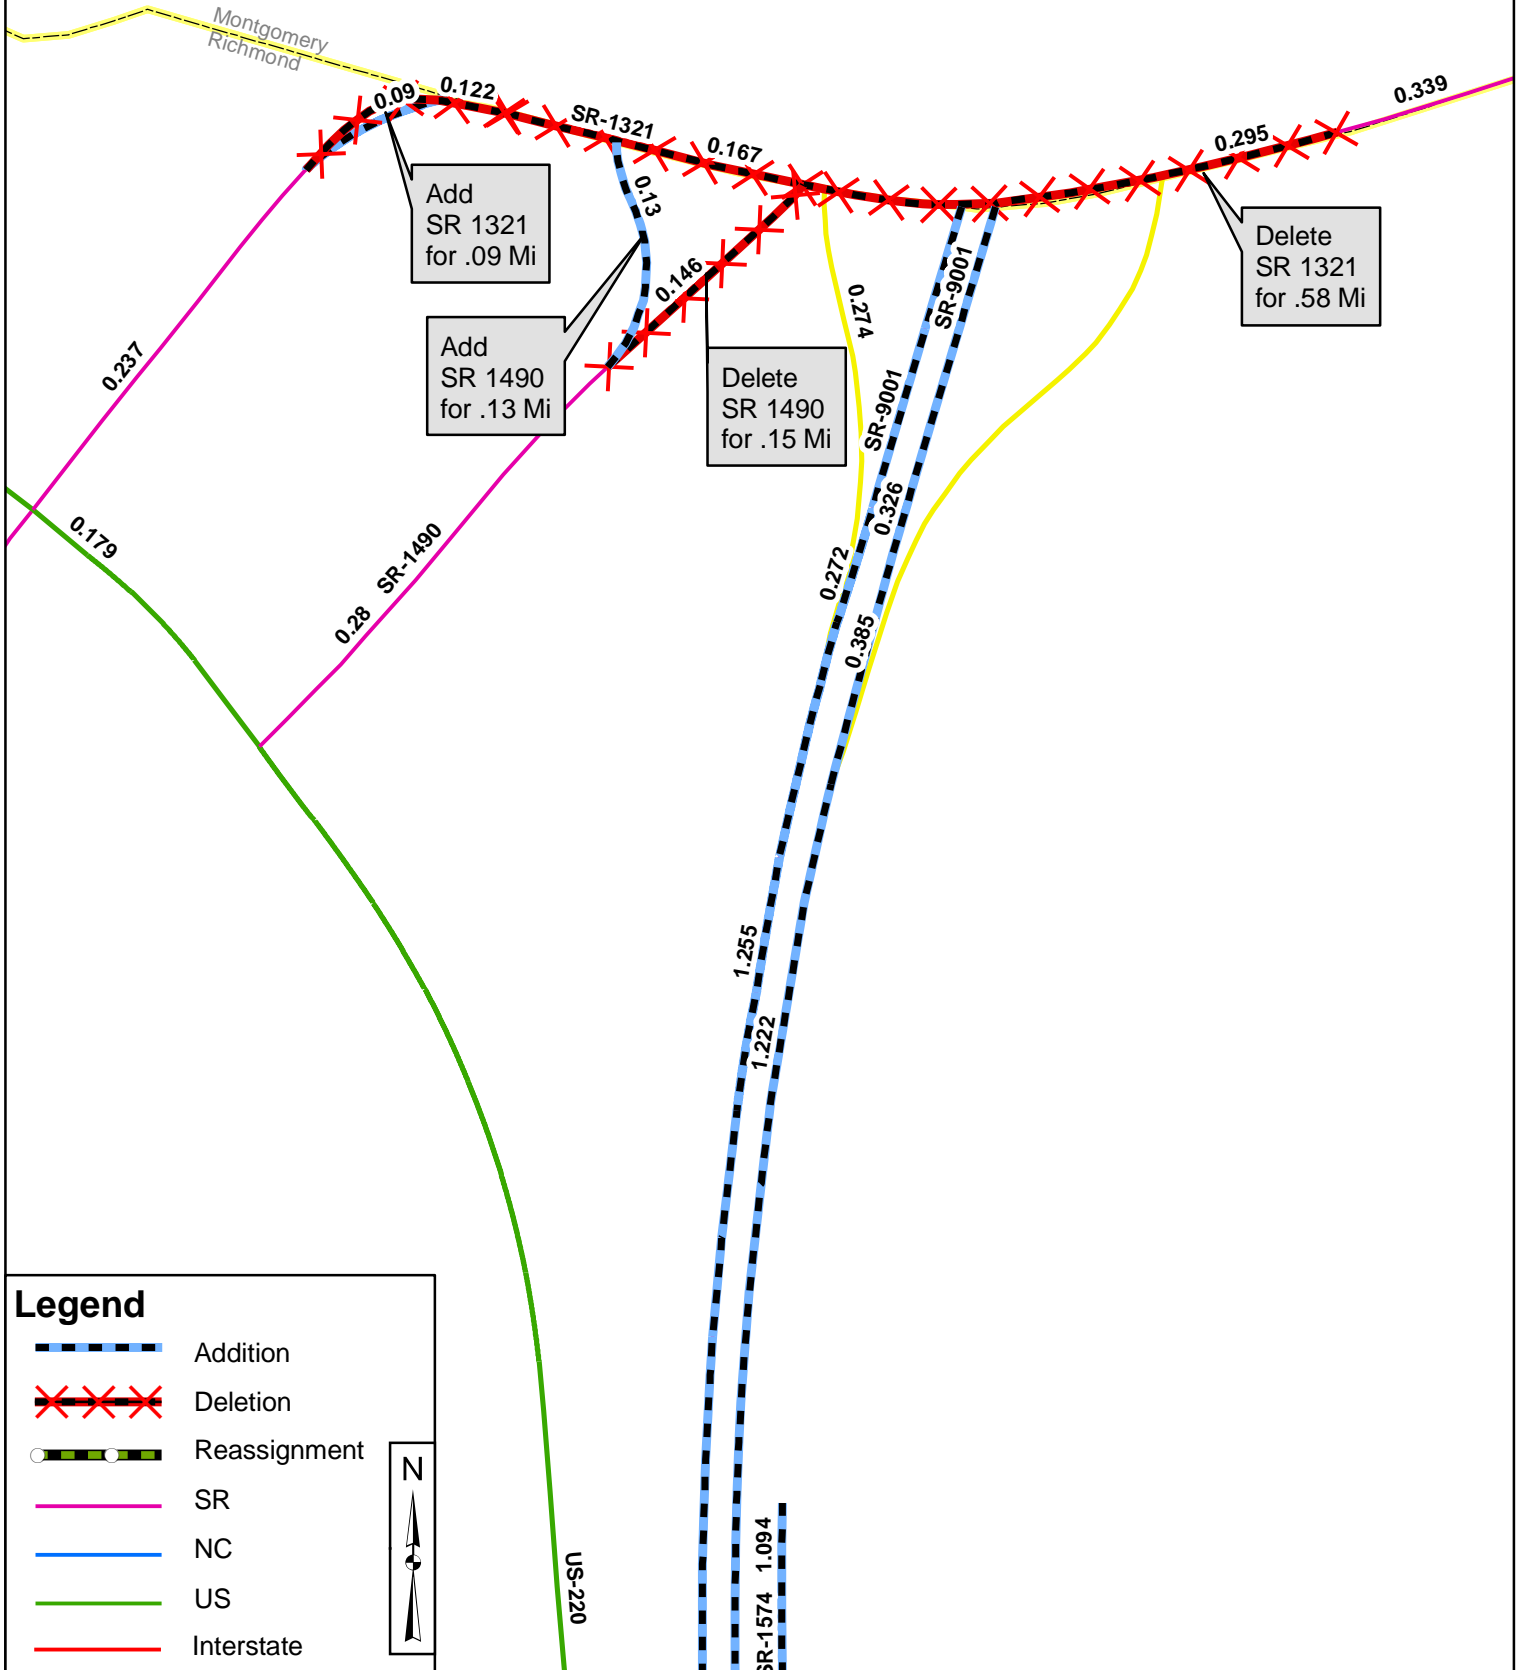 Montgomery
Richmond
0.09
0.122
SR-1321
0.167
0.295
0.339
Add
SR 1321
for .09 Mi
0.13
0.146
Delete
SR 1321
for .58 Mi
Add
SR 1490
for .13 Mi
Delete
SR 1490
for .15 Mi
0.274
SR-9001
SR-9001
0.237
0.326
0.179
SR-1490
0.28
0.272
0.385
1.255
1.222
Legend
Addition
Deletion
Reassignment
SR
NC
US
Interstate
N
US-220
SR-1574 1.094